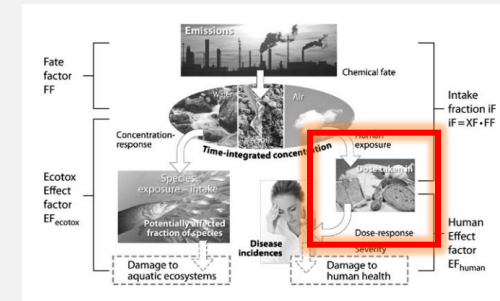 Emissions
Fate
factor
FF
Chemical fate
Water
Soil
Air
Intake
fraction iF
iF=XF•FF
Concentration-
response
Time-integrated concentration
Human
exposure
Ecotox
Effect
factor
EFecotox
Species
exposure – intake
Dose taken in
Potentially affected
fraction of species
Disease
incidences
Dose-response
Severity
Human
Effect
factor
EFhuman
Damage to
aquatic ecosystems
Damage to
human health